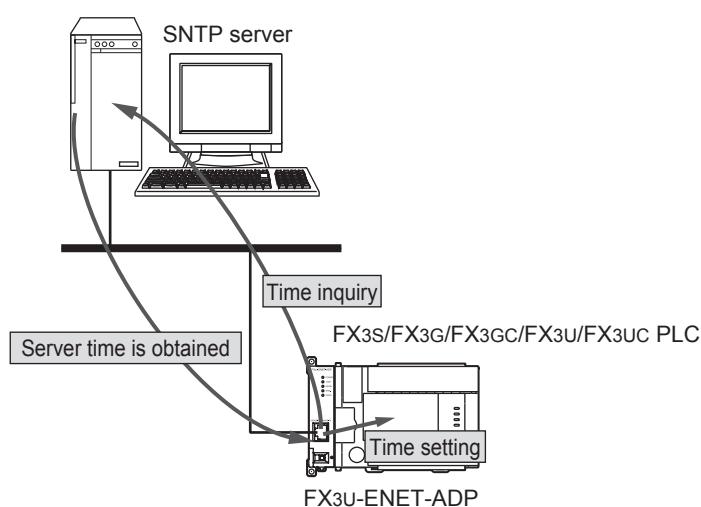 SNTP server
Time inquiry
Server time is obtained
FX3S/FX3G/FX3GC/FX3U/FX3UC PLC
Time setting
FX3U-ENET-ADP